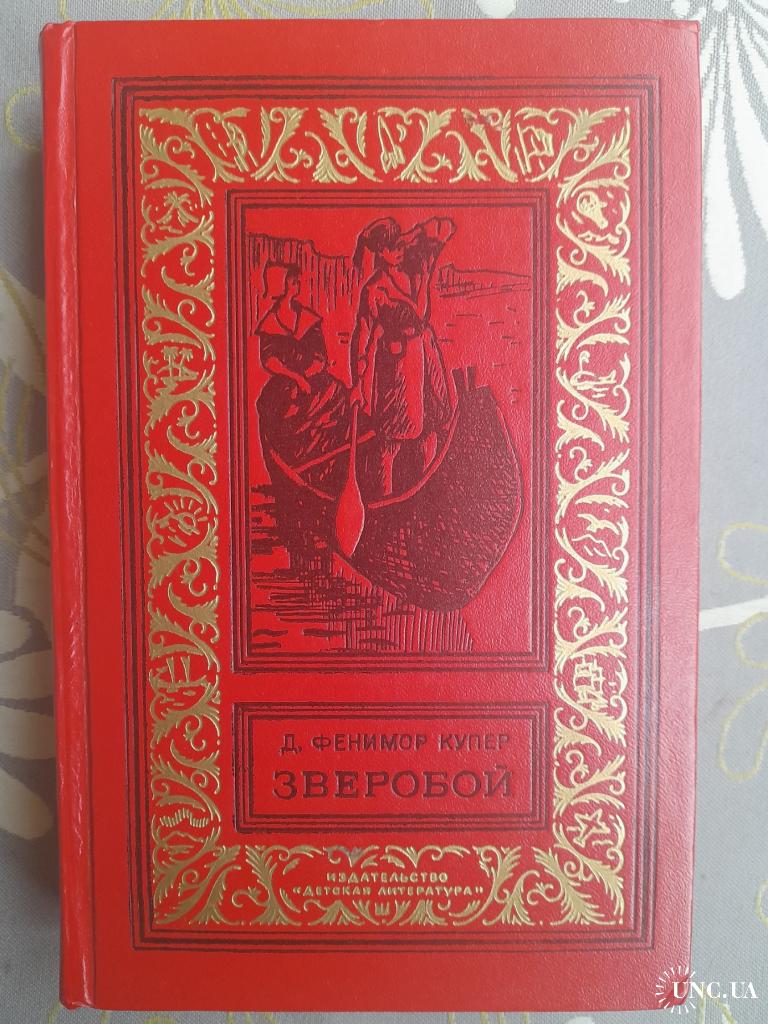 Д. ФЕНИМОР КУПЕР
ЗВЕРОБОЙ
ИЗДАТЕЛЬСТВО
"ДЕТСКАЯ ЛИТЕРАТУРА"
UNC.UA